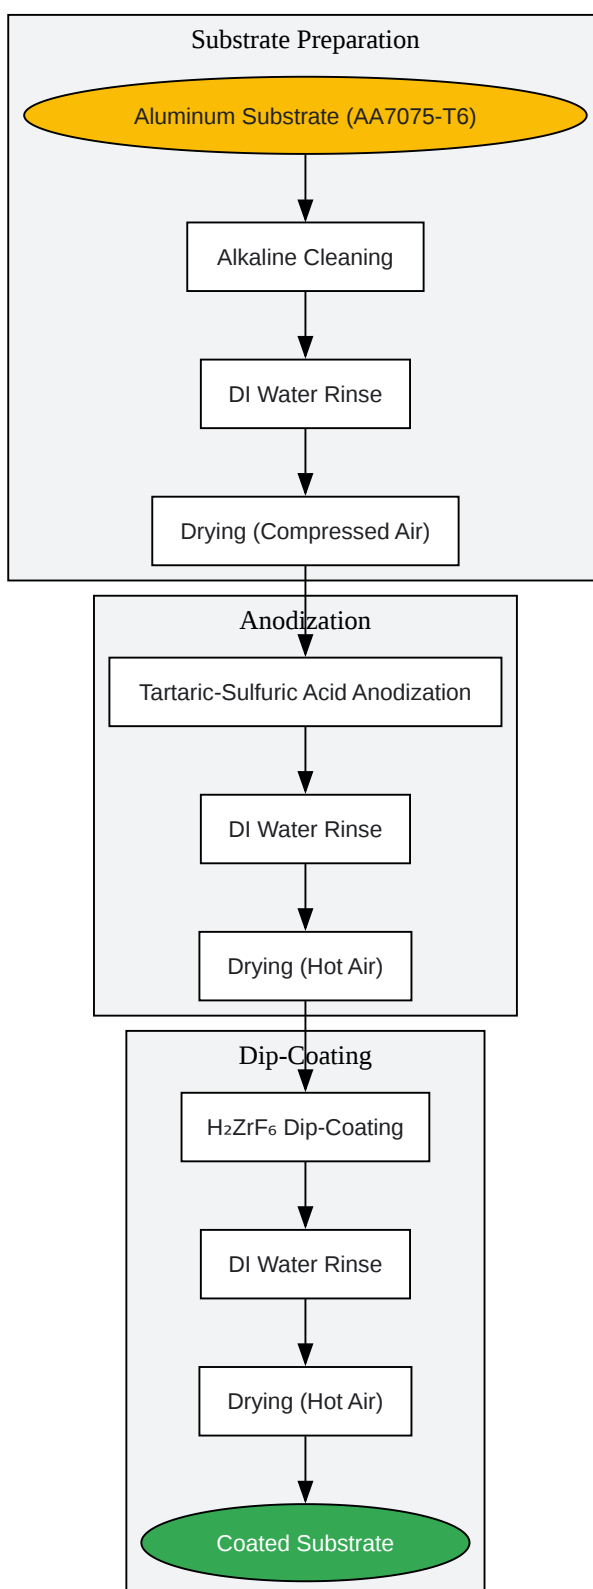 Substrate Preparation
Aluminum Substrate (AA7075-T6)
Alkaline Cleaning
DI Water Rinse
Drying (Compressed Air)
Anodization
Tartaric-Sulfuric Acid Anodization
DI Water Rinse
Drying (Hot Air)
Dip-Coating
H₂ZrF₆ Dip-Coating
DI Water Rinse
Drying (Hot Air)
Coated Substrate